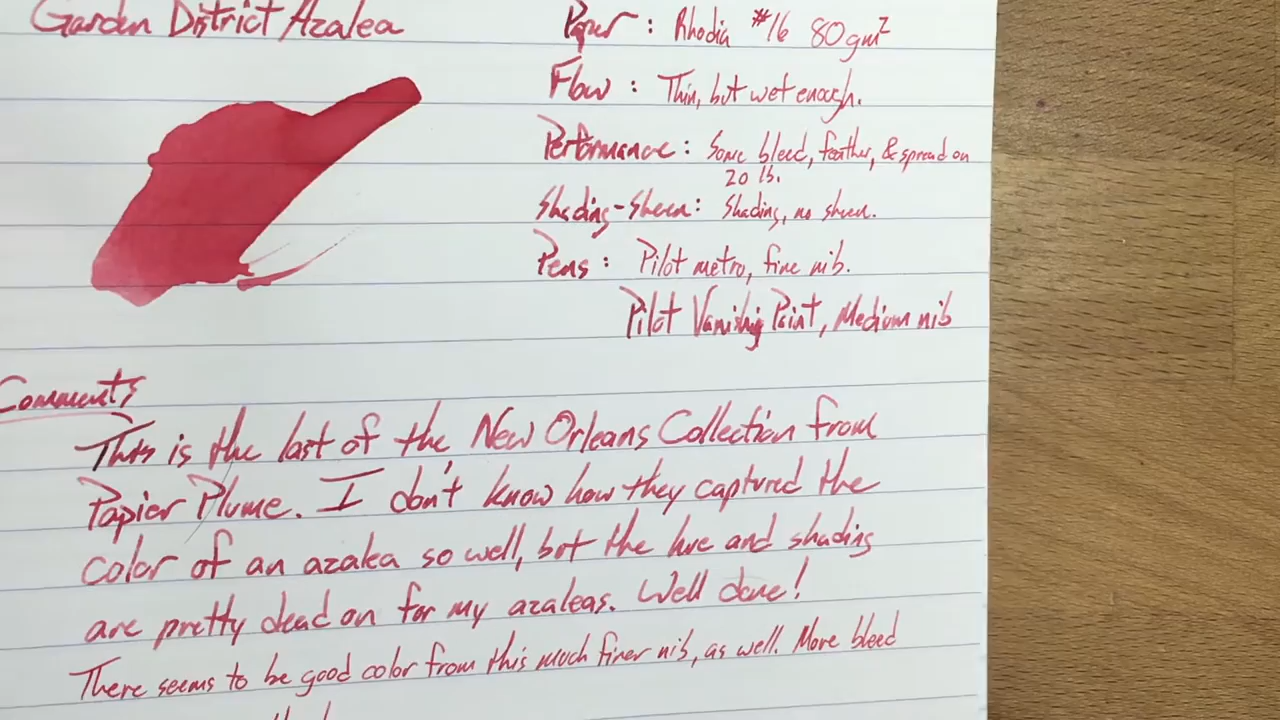 Garden District Azalea
Paper : Rhodia #16 80gm²
Flow : Thin, but wet enough.
Performance : Some bleed, feather, & spread on
20 lb.
Shading-Sheen : Shading, no sheen.
Pens : Pilot metro, fine nib.
Pilot Vanishing Point, Medium nib
Comments
This is the last of the New Orleans Collection from
Papier Plume. I don't know how they captured the
color of an azalea so well, but the hue and shading
are pretty dead on for my azaleas. Well done!
There seems to be good color from this much finer nib, as well. More bleed